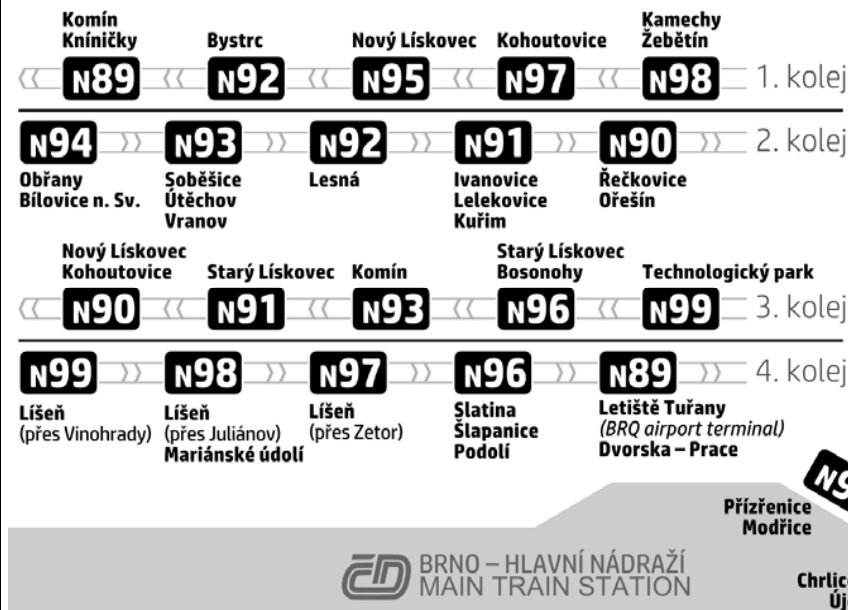 Komín
Kníničky
Bystrc
Nový Lískovec
Kohoutovice
Kamechy
Žebětín
N89
N92
N95
N97
N98
1. kolej
N94
N93
N92
N91
N90
2. kolej
Obřany
Bílovice n. Sv.
Soběšice
Útěchov
Vranov
Lesná
Ivanovice
Lelekovice
Kuřim
Řečkovice
Ořešín
Nový Lískovec
Kohoutovice
Starý Lískovec
Komín
Starý Lískovec
Bosonohy
Technologický park
N90
N91
N93
N96
N99
3. kolej
N99
N98
N97
N96
N89
4. kolej
Líšeň
(přes Vinohrady)
Líšeň
(přes Juliánov)
Mariánské údolí
Líšeň
(přes Zetor)
Slatina
Šlapanice
Podolí
Letiště Tuřany
(BRQ airport terminal)
Dvorska – Prace
Přízřenice
Modřice
ČD
BRNO – HLAVNÍ NÁDRAŽÍ
MAIN TRAIN STATION